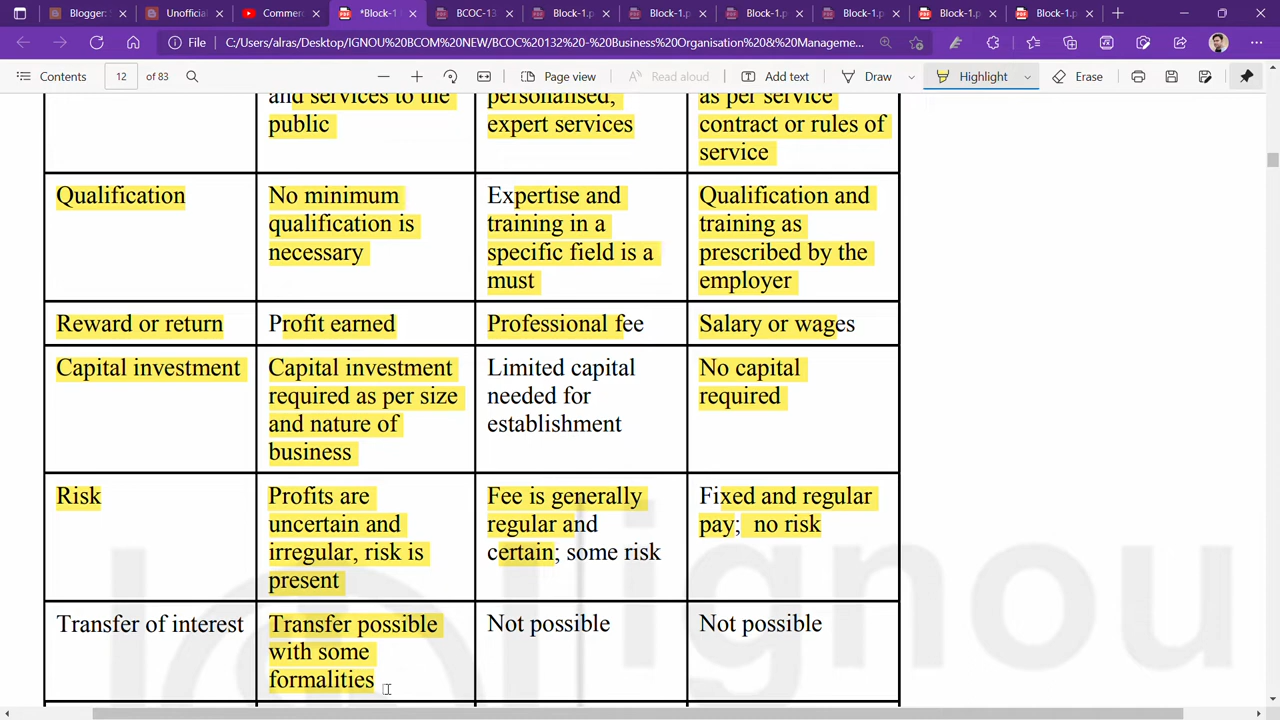 Blogger: S
Unofficial
Commerc
*Block-1
BCOC-13
Block-1.p
Block-1.p
Block-1.p
Block-1.p
Block-1.p
Block-1.p
File
C:/Users/alras/Desktop/IGNOU%20BCOM%20NEW/BCOC%20132%20-%20Business%20Organisation%20&%20Manageme...
Contents
12
of 83
Page view
Read aloud
Add text
Draw
Highlight
Erase
and services to the
public
personalised,
expert services
as per service
contract or rules of
service
Qualification
No minimum
qualification is
necessary
Expertise and
training in a
specific field is a
must
Qualification and
training as
prescribed by the
employer
Reward or return
Profit earned
Professional fee
Salary or wages
Capital investment
Capital investment
required as per size
and nature of
business
Limited capital
needed for
establishment
No capital
required
Risk
Profits are
uncertain and
irregular, risk is
present
Fee is generally
regular and
certain; some risk
Fixed and regular
pay; no risk
Transfer of interest
Transfer possible
with some
formalities
Not possible
Not possible
ignou